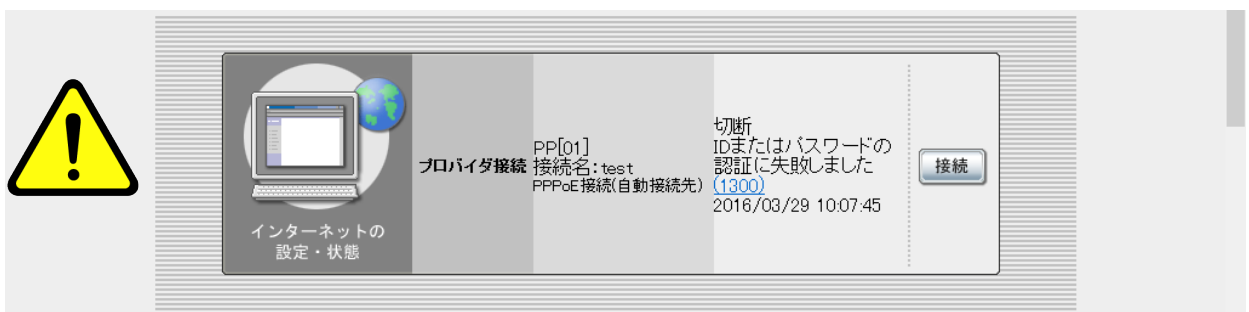 インターネットの
設定・状態
プロバイダ接続
PP[01]
接続名:test
PPPoE接続(自動接続先)
切断
IDまたはパスワードの
認証に失敗しました
(1300)
2016/03/29 10:07:45
接続